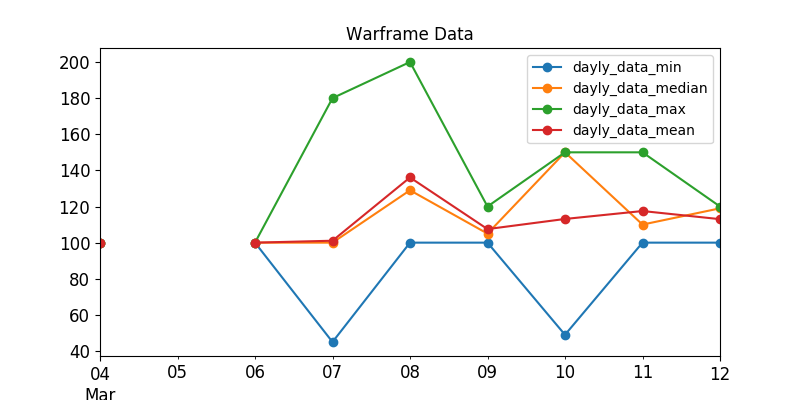 Warframe Data
dayly_data_min
dayly_data_median
dayly_data_max
dayly_data_mean
200
180
160
140
120
100
80
60
40
04 05 06 07 08 09 10 11 12
Mar